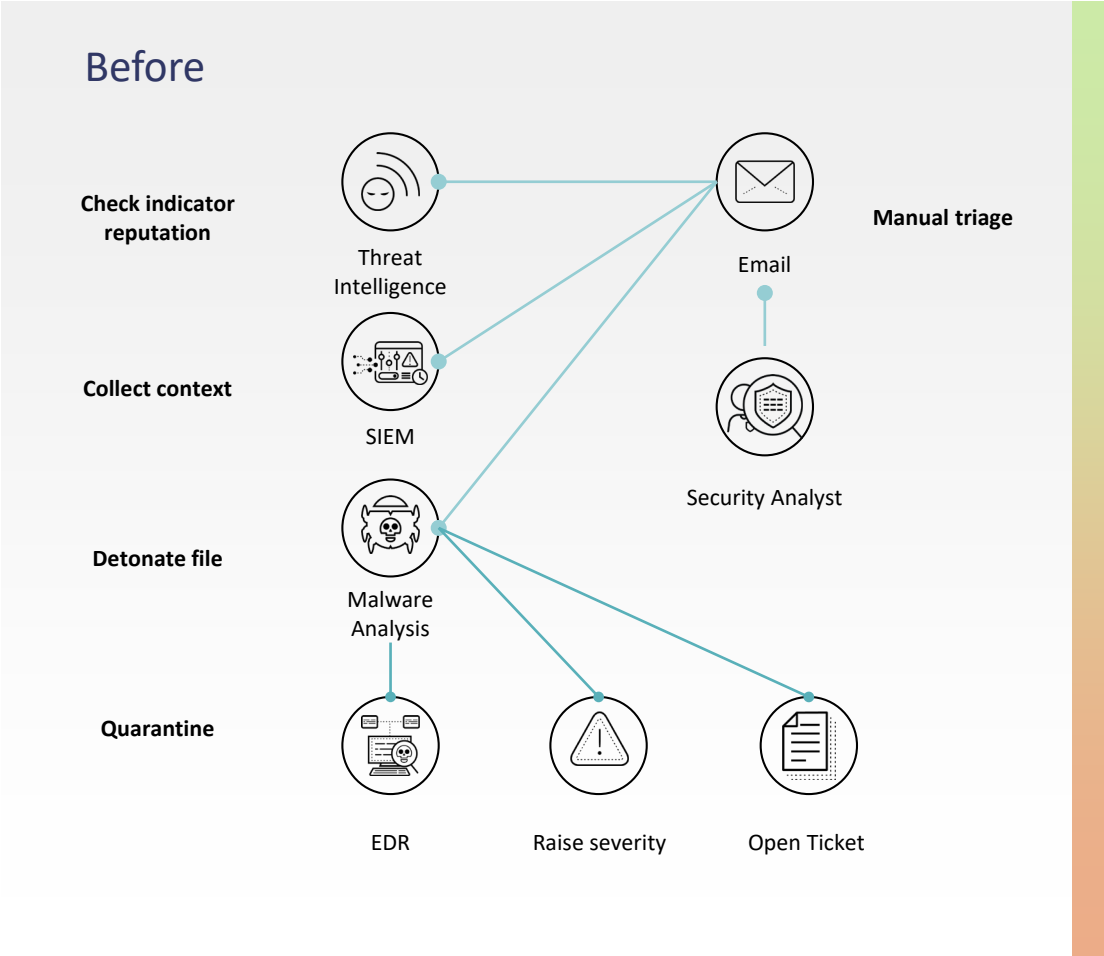 Before
Check indicator
reputation
Threat
Intelligence
Email
Manual triage
Collect context
SIEM
Security Analyst
Detonate file
Malware
Analysis
Quarantine
EDR
Raise severity
Open Ticket